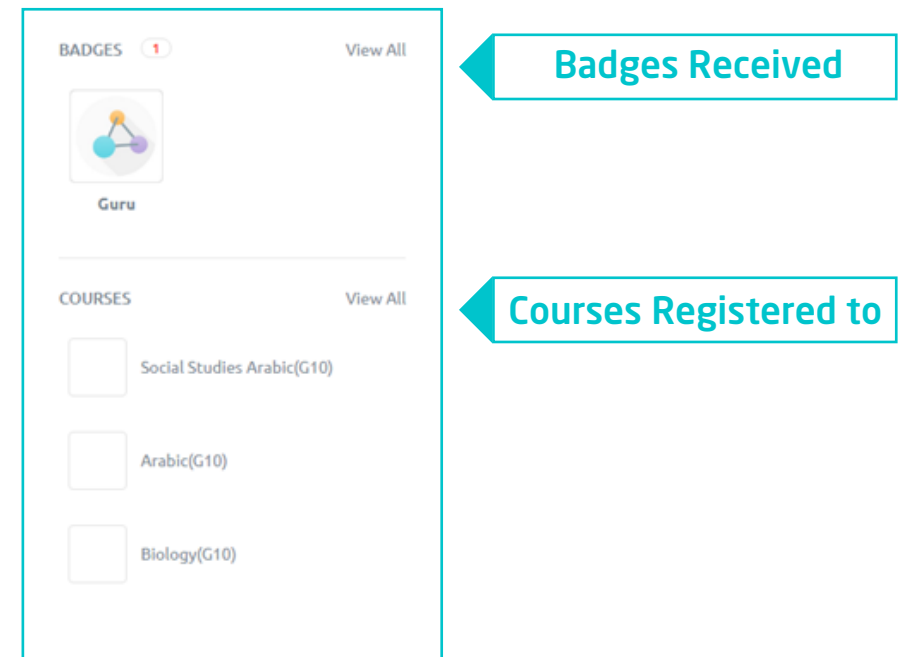 BADGES 1 View All
Badges Received
Guru
COURSES View All
Courses Registered to
Social Studies Arabic(G10)
Arabic(G10)
Biology(G10)